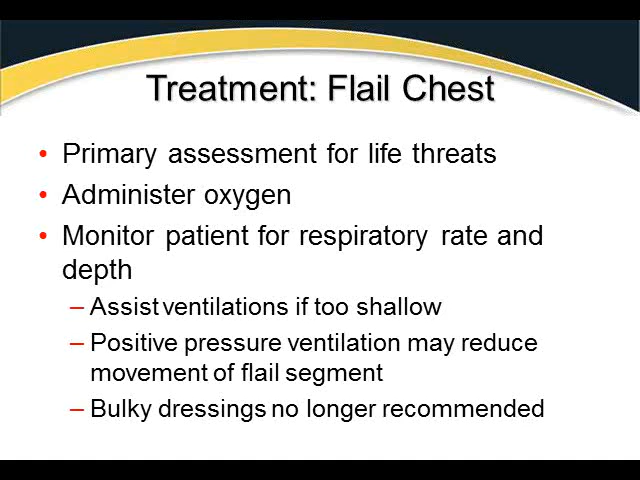 Treatment: Flail Chest
• Primary assessment for life threats
• Administer oxygen
• Monitor patient for respiratory rate and
depth
– Assist ventilations if too shallow
– Positive pressure ventilation may reduce
movement of flail segment
– Bulky dressings no longer recommended